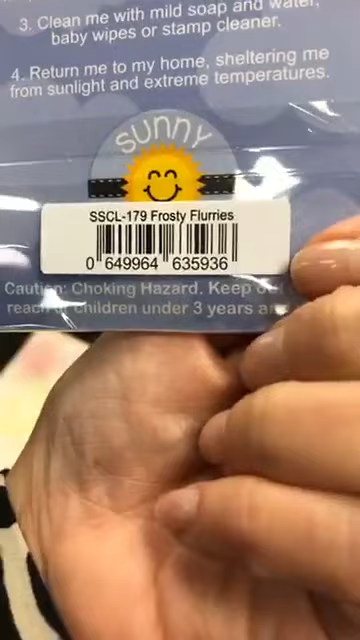 3. Clean me with mild soap and water,
baby wipes or stamp cleaner.
4. Return me to my home, sheltering me
from sunlight and extreme temperatures.
SUNNY
SSCL-179 Frosty Flurries
0 649964 635936
Caution: Choking Hazard. Keep out
reach of children under 3 years